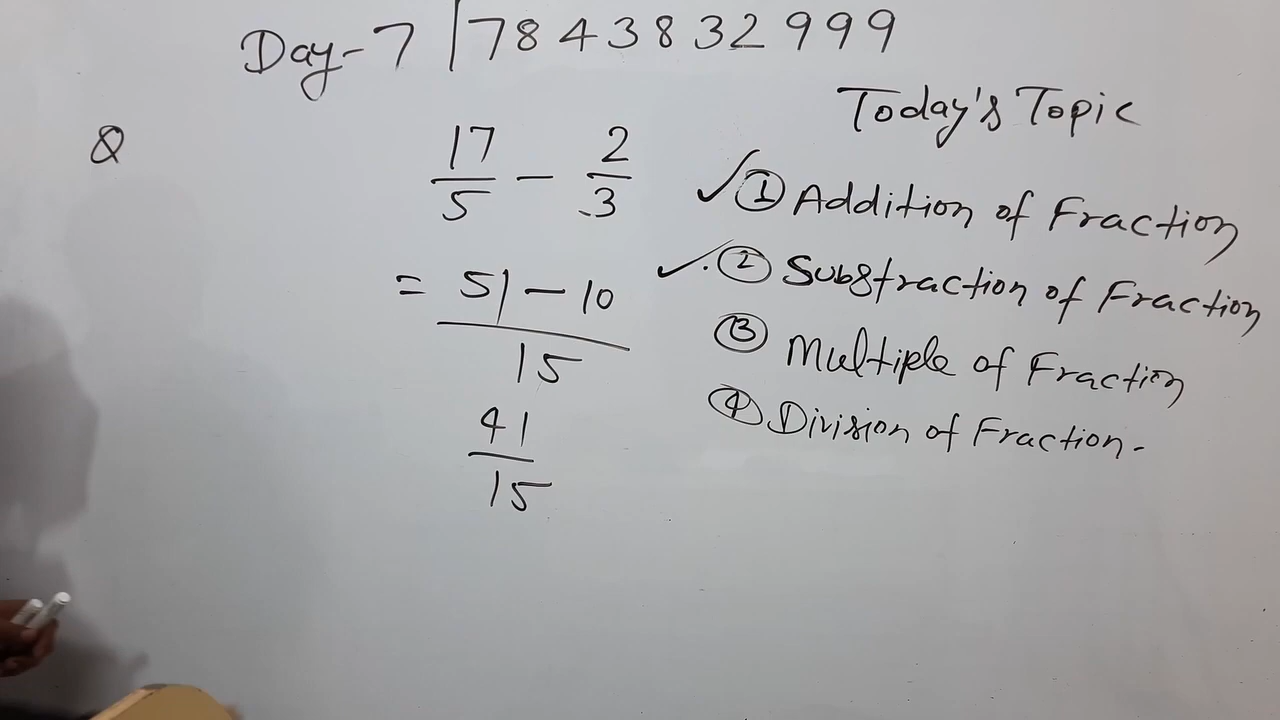 Day-7 | 7843832999
Today's Topic
Q
17/5 - 2/3
= 51 - 10 / 15
41/15
✓ ① Addition of Fraction
✓. ② Subgtraction of Fraction
③ Multiple of Fraction
④ Division of Fraction.